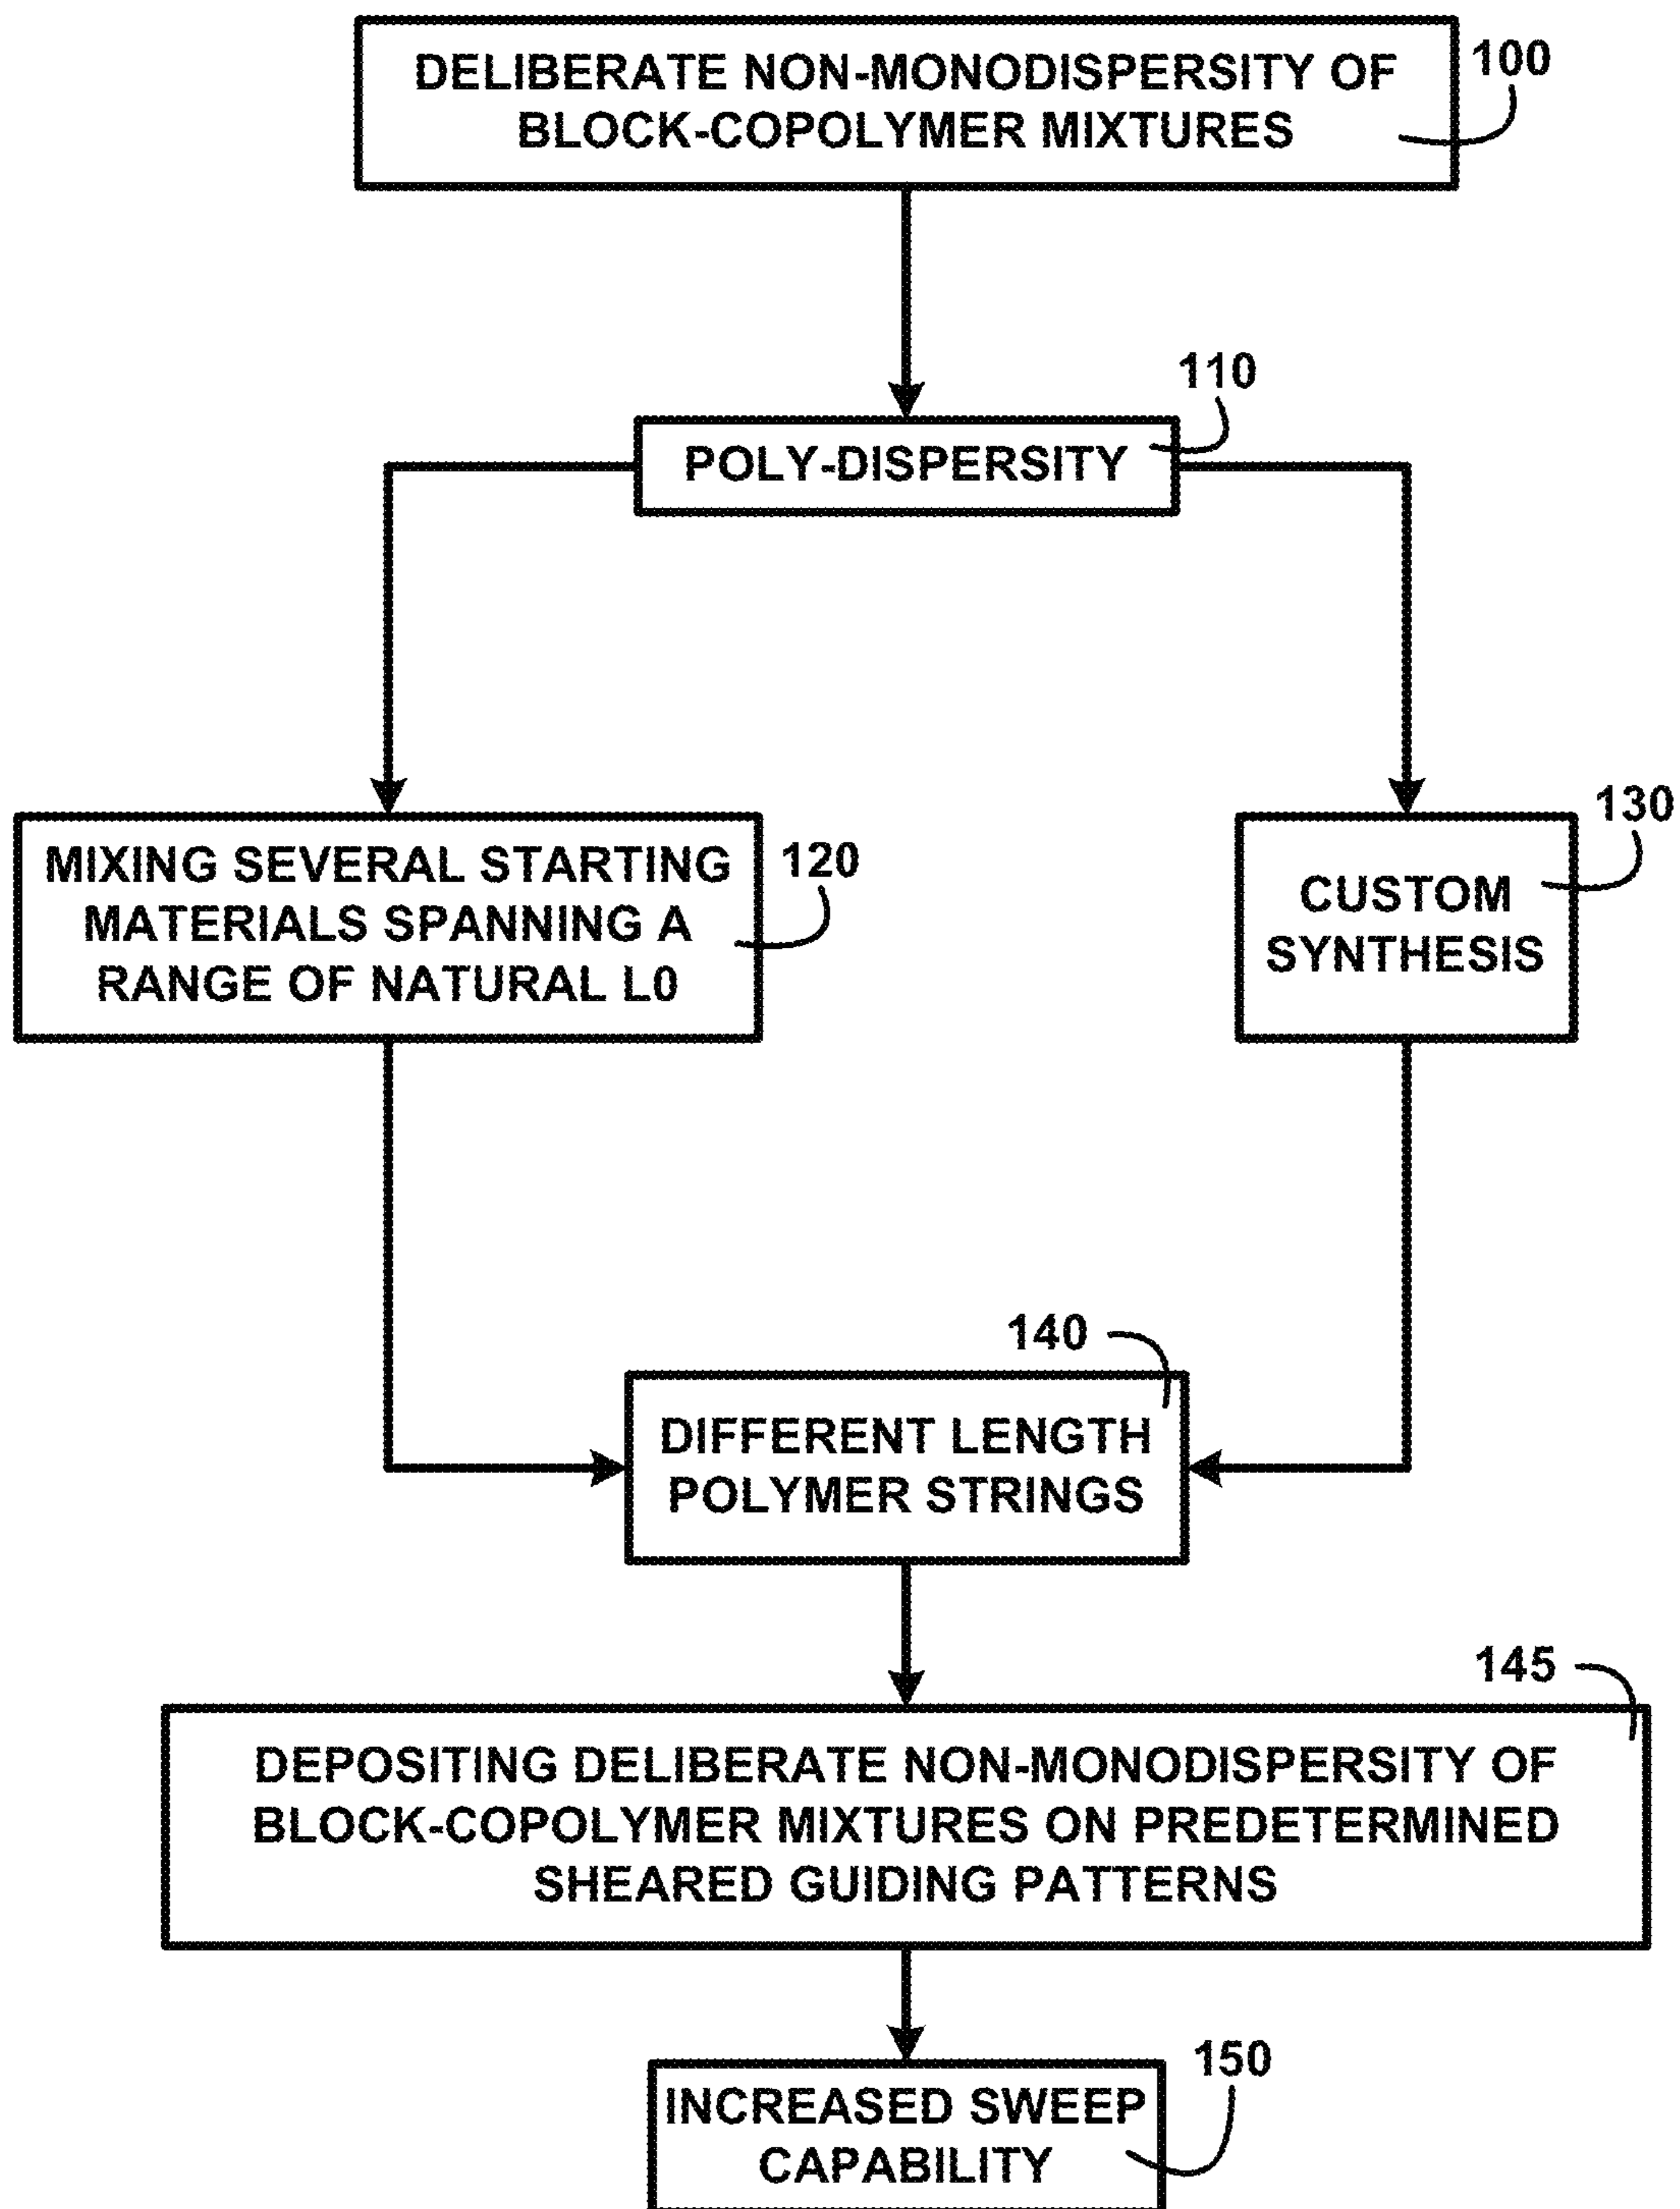 DELIBERATE NON-MONODISPERSITY OF
BLOCK-COPOLYMER MIXTURES
100
110
POLY-DISPERSITY
MIXING SEVERAL STARTING
MATERIALS SPANNING A
RANGE OF NATURAL L0
120
130
CUSTOM
SYNTHESIS
140
DIFFERENT LENGTH
POLYMER STRINGS
145
DEPOSITING DELIBERATE NON-MONODISPERSITY OF
BLOCK-COPOLYMER MIXTURES ON PREDETERMINED
SHEARED GUIDING PATTERNS
150
INCREASED SWEEP
CAPABILITY